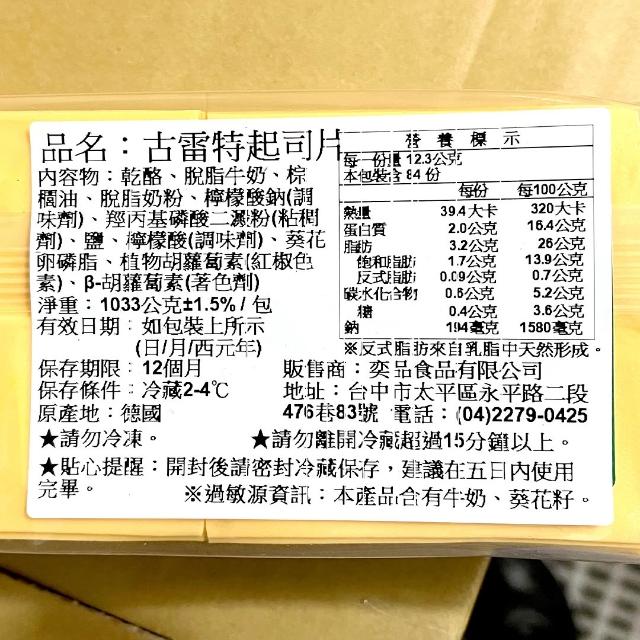 品名：古雷特起司片
內容物：乾酪、脫脂牛奶、棕
櫚油、脫脂奶粉、檸檬酸鈉(調
味劑)、羥丙基磷酸二澱粉(粘稠
劑)、鹽、檸檬酸(調味劑)、葵花
卵磷脂、植物胡蘿蔔素(紅椒色
素)、β-胡蘿蔔素(著色劑)
淨重：1033公克±1.5% / 包
有效日期：如包裝上所示
(日/月/西元年)
保存期限：12個月
保存條件：冷藏2-4℃
原產地：德國
營養標示
每一份量 12.3公克
本包裝含 84 份
每份 每100公克
熱量 39.4 大卡 320 大卡
蛋白質 2.0公克 16.4公克
脂肪 3.2公克 26公克
飽和脂肪 1.7公克 13.9公克
反式脂肪 0.09公克 0.7公克
碳水化合物 0.6公克 5.2公克
糖 0.4公克 3.6公克
鈉 194毫克 1580毫克
※反式脂肪來自乳脂中天然形成。
販售商：奕品食品有限公司
地址：台中市太平區永平路二段
476巷83號 電話：(04)2279-0425
★請勿冷凍。 ★請勿離開冷藏超過15分鐘以上。
★貼心提醒：開封後請密封冷藏保存，建議在五日內使用
完畢。 ※過敏源資訊：本產品含有牛奶、葵花籽。